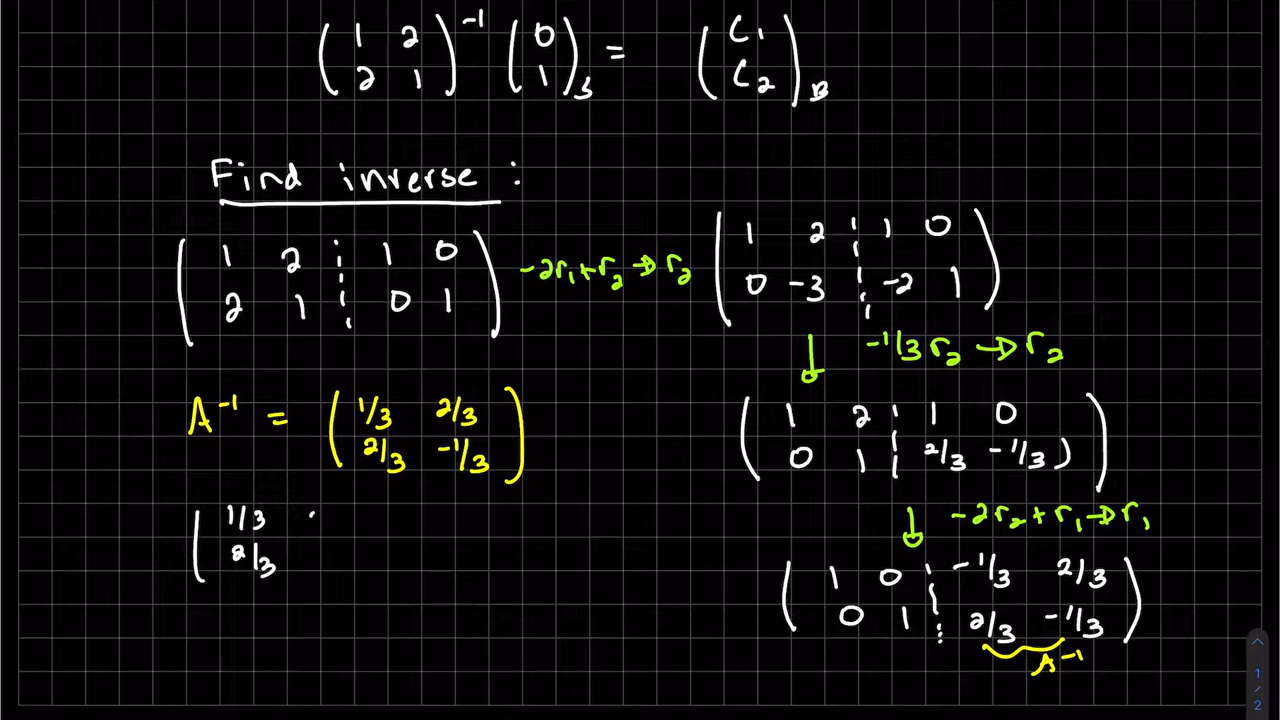 ( 1 2 )⁻¹ ( 0 )  = ( C₁ )
( 2 1 ) ( 1 )S ( C₂ )B
Find inverse :
( 1 2 ¦ 1 0 ) -2r₁+r₂ → r₂ ( 1 2 ¦ 1 0 )
( 2 1 ¦ 0 1 ) ( 0 -3 ¦ -2 1 )
-1/3 r₂ → r₂
A⁻¹ = ( 1/3 2/3 ) ( 1 2 ¦ 1 0 )
( 2/3 -1/3 ) ( 0 1 ¦ 2/3 -1/3 )
( 1/3 -2r₂ + r₁ → r₁
( 2/3
( 1 0 ¦ -1/3 2/3 )
( 0 1 ¦ 2/3 -1/3 )
A⁻¹
1
/
2